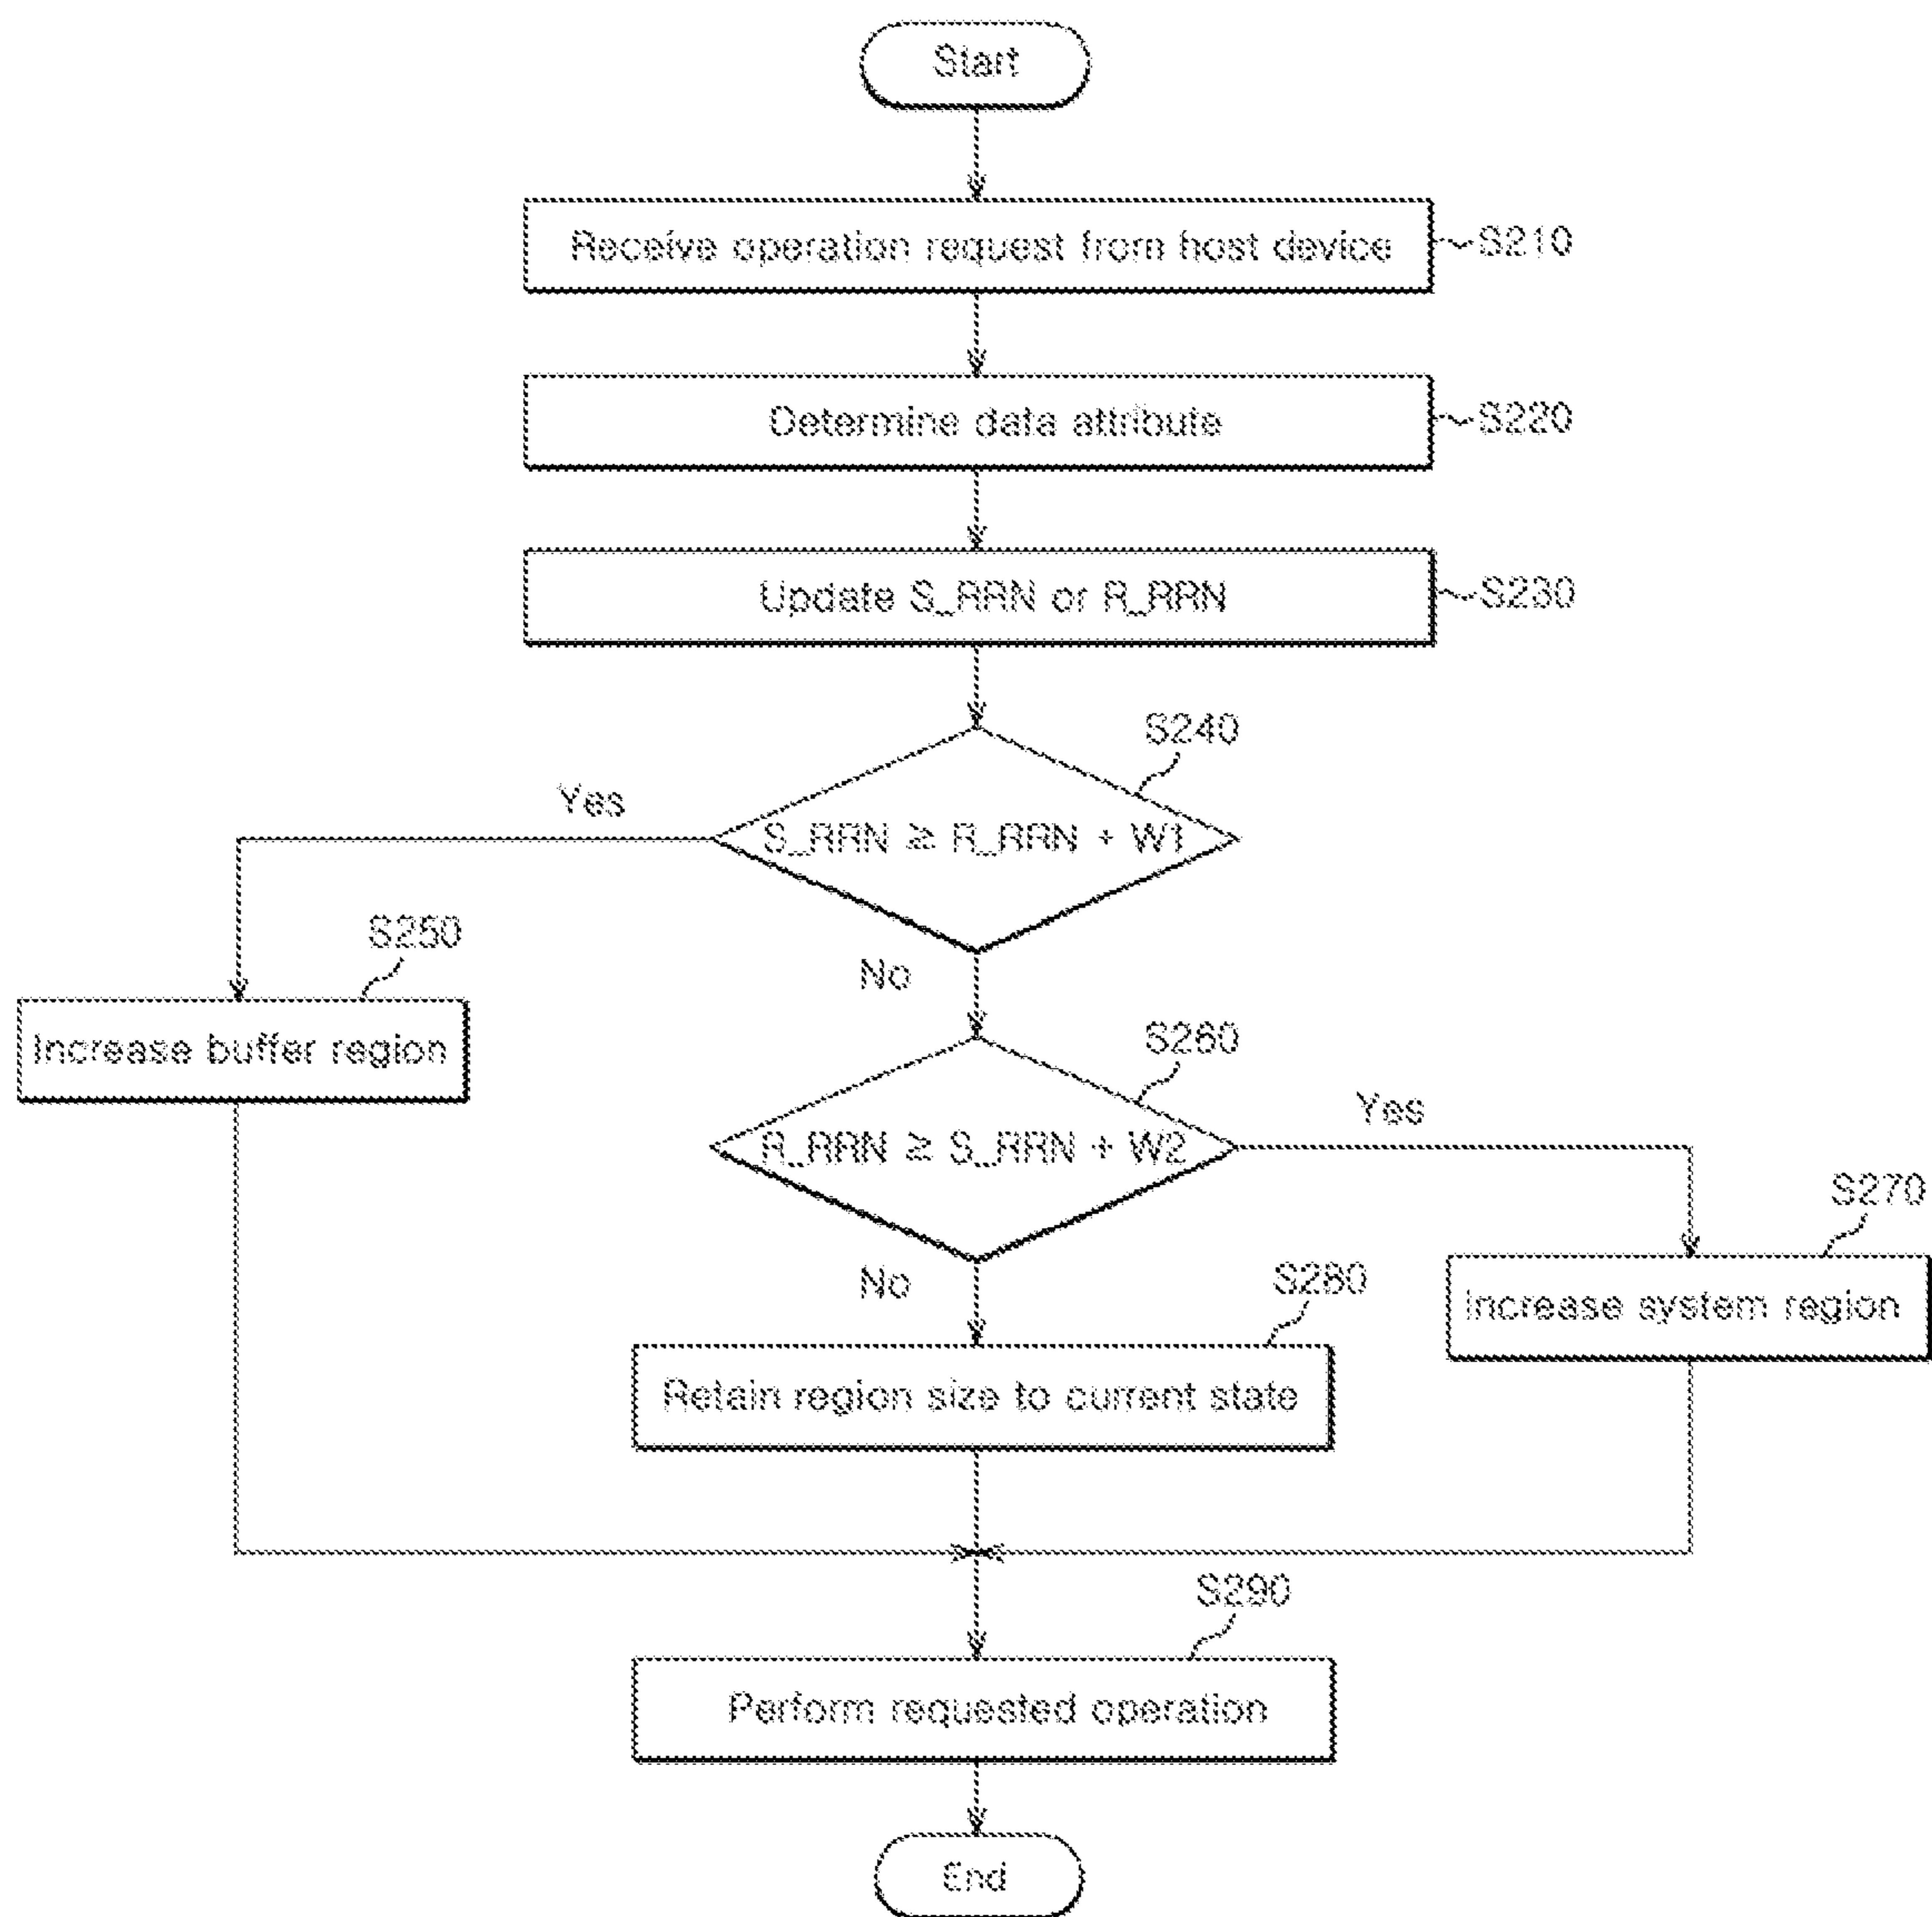 Start
Receive operation request from host device
S210
Determine data attribute
S220
Update S_RRN or R_RRN
S230
S240
Yes
S_RRN ≥ R_RRN + W1
S250
No
Increase buffer region
S260
Yes
R_RRN ≥ S_RRN + W2
S270
No
S280
Increase system region
Retain region size to current state
S290
Perform requested operation
End